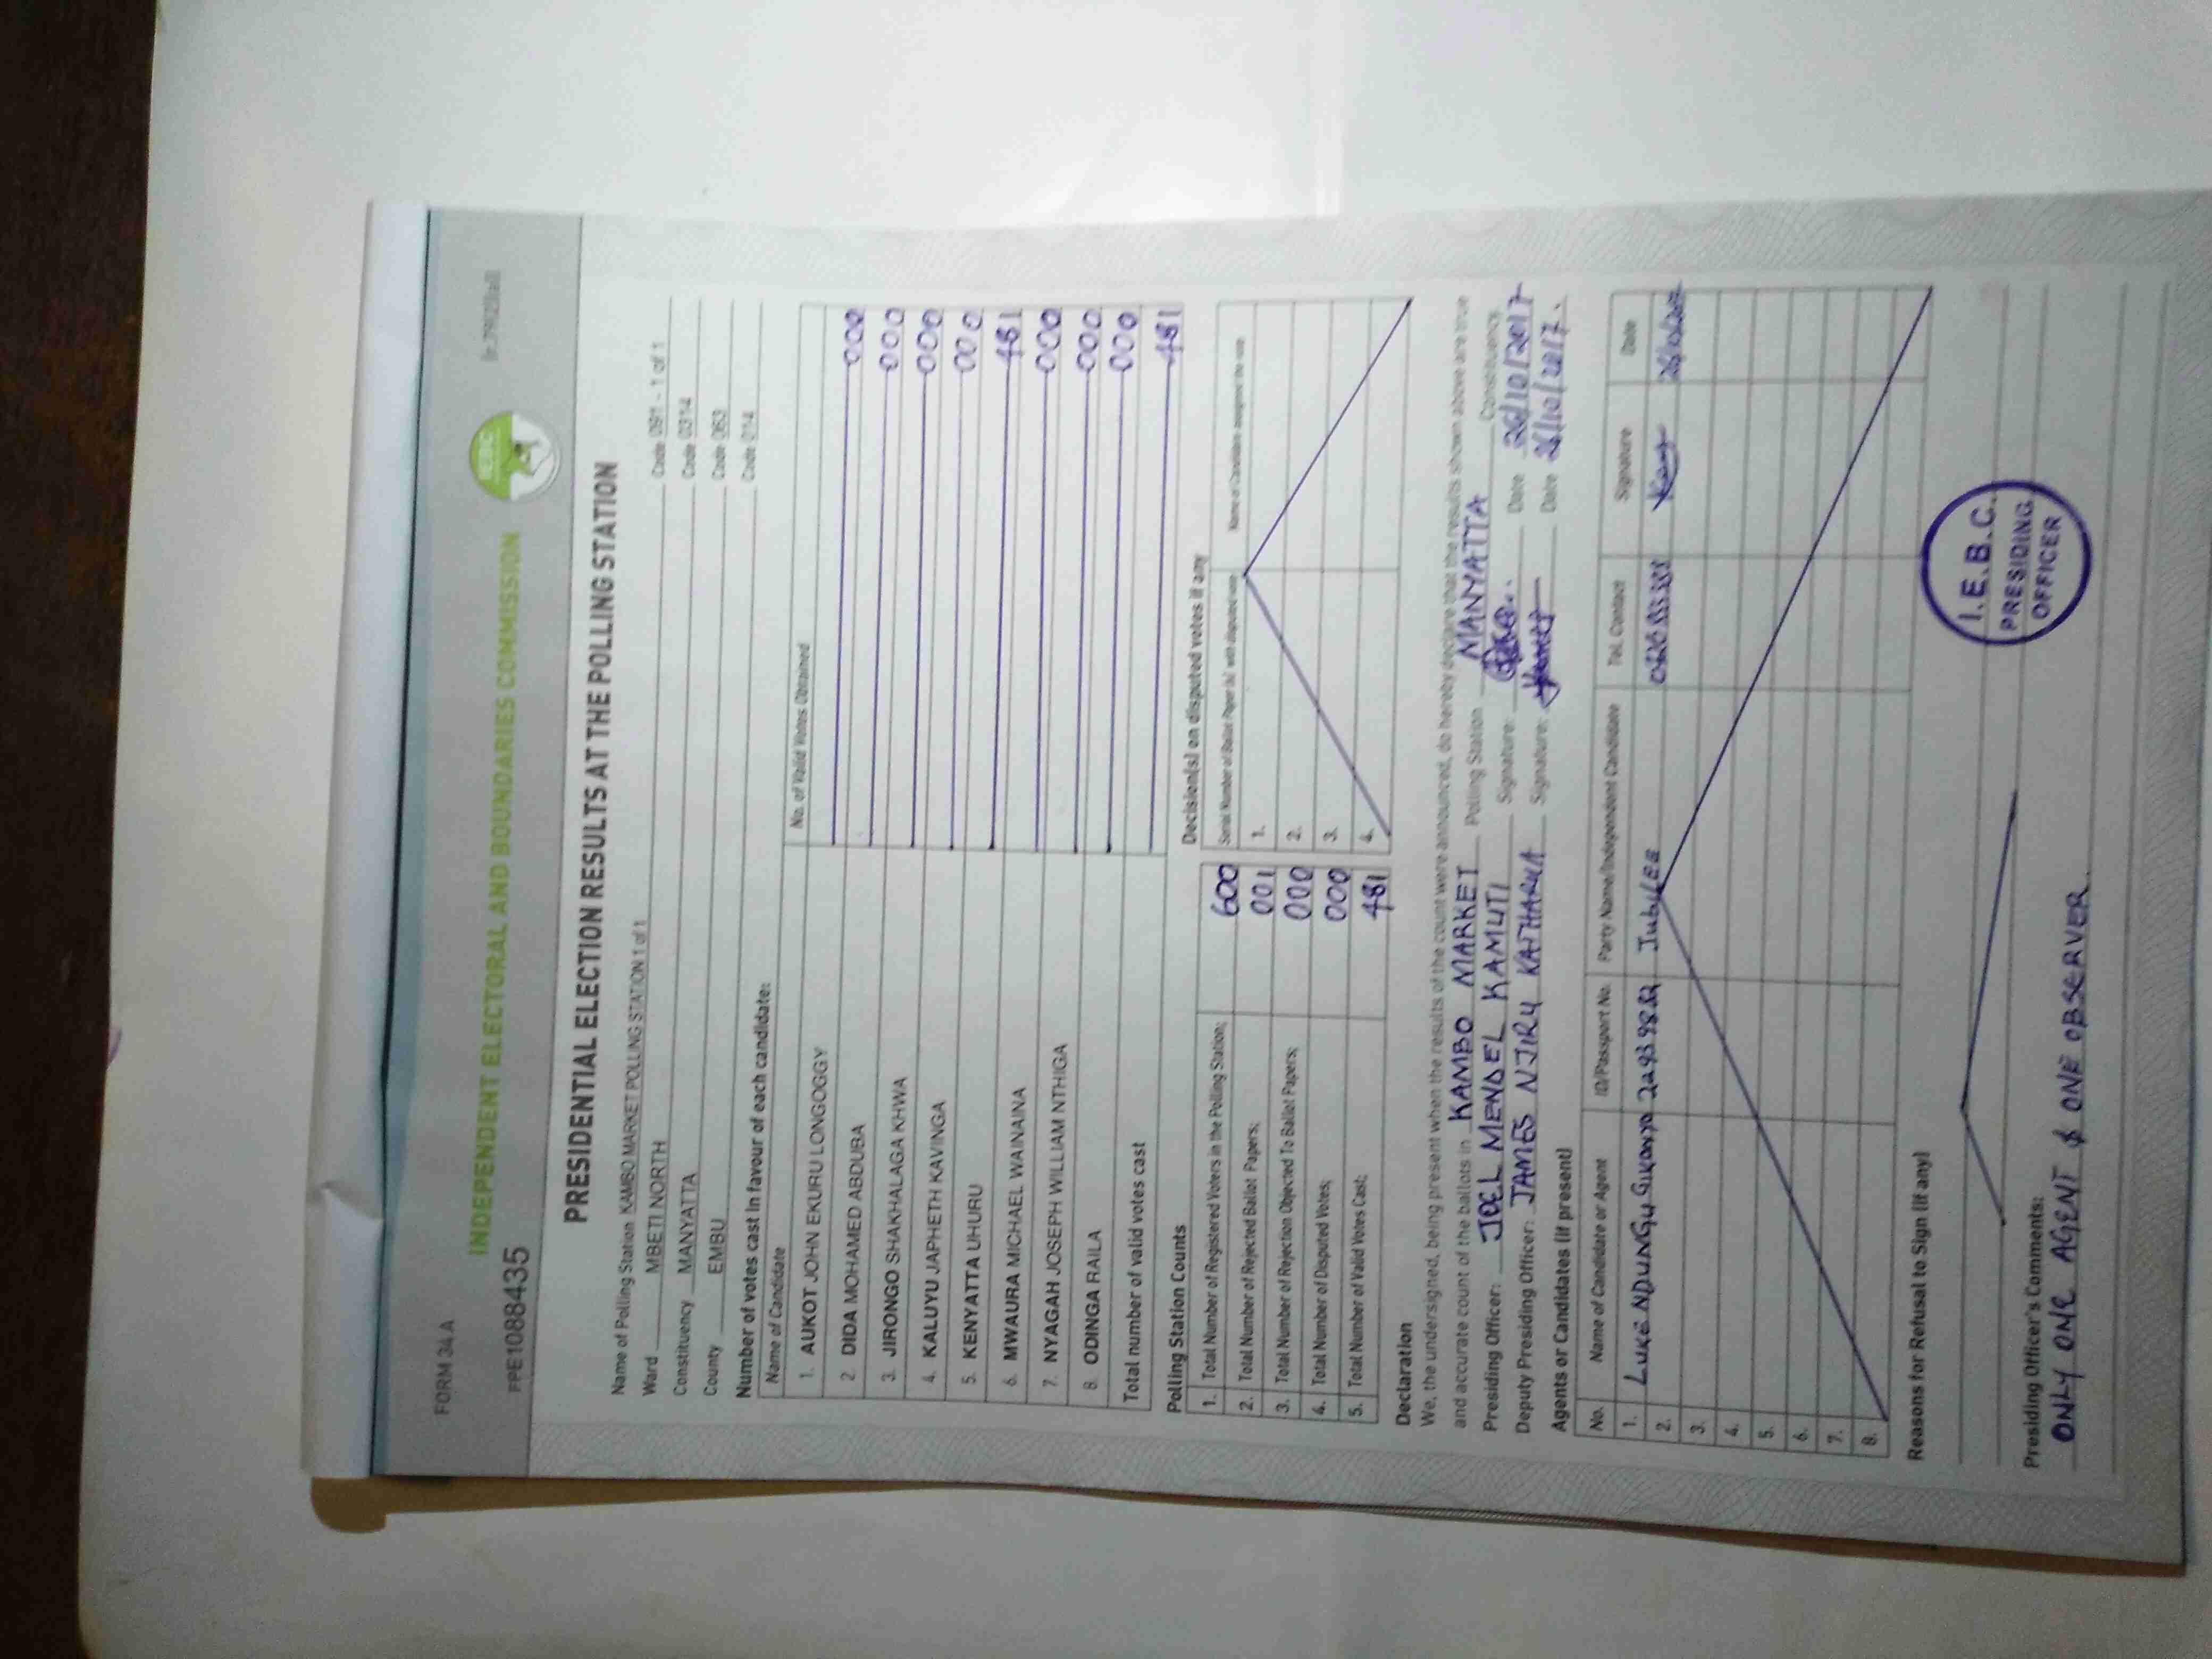 FORM 34A
INDEPENDENT ELECTORAL AND BOUNDARIES COMMISSION
IEBC
FPE1088435
PRESIDENTIAL ELECTION RESULTS AT THE POLLING STATION
Name of Polling Station KAMBO MARKET POLLING STATION 1 of 1 Code 091 - 1 of 1
Ward MBETI NORTH Code 0314
Constituency MANYATTA Code 063
County EMBU Code 014
Number of votes cast in favour of each candidate:
Name of Candidate No. of Valid Votes Obtained
1. AUKOT JOHN EKURU LONGOGGY 000
2 DIDA MOHAMED ABDUBA 000
3. JIRONGO SHAKHALAGA KHWA 000
4. KALUYU JAPHETH KAVINGA 000
5. KENYATTA UHURU 481
6. MWAURA MICHAEL WAINAINA 000
7. NYAGAH JOSEPH WILLIAM NTHIGA 000
8. ODINGA RAILA 000
Total number of valid votes cast 481
Polling Station Counts
1. Total Number of Registered Voters in the Polling Station; 600
2. Total Number of Rejected Ballot Papers; 001
3. Total Number of Rejection Objected To Ballot Papers; 000
4. Total Number of Disputed Votes; 000
5. Total Number of Valid Votes Cast; 481
Decision(s) on disputed votes if any
Serial Number of Ballot Paper (s) with disputed vote Name of Candidate assigned the vote
1.
2.
3.
4.
Declaration
We, the undersigned, being present when the results of the count were announced, do hereby declare that the results shown above are true
and accurate count of the ballots in KAMBO MARKET Polling Station MANYATTA Constituency
Presiding Officer: JOEL MENDEL KAMUTI Signature: Date 26/10/2017
Deputy Presiding Officer: JAMES NJIRU KATHARUA Signature: Date 26/10/2017.
Agents or Candidates (if present)
No. Name of Candidate or Agent ID/Passport No. Party Name/Independent Candidate Tel. Contact Signature Date
1. LUKE NDUNGU Jubilee
2.
3.
4.
5.
6.
7.
8.
Reasons for Refusal to Sign (if any)
I.E.B.C.
PRESIDING
OFFICER
Presiding Officer's Comments:
ONLY ONE AGENT & ONE OBSERVER.